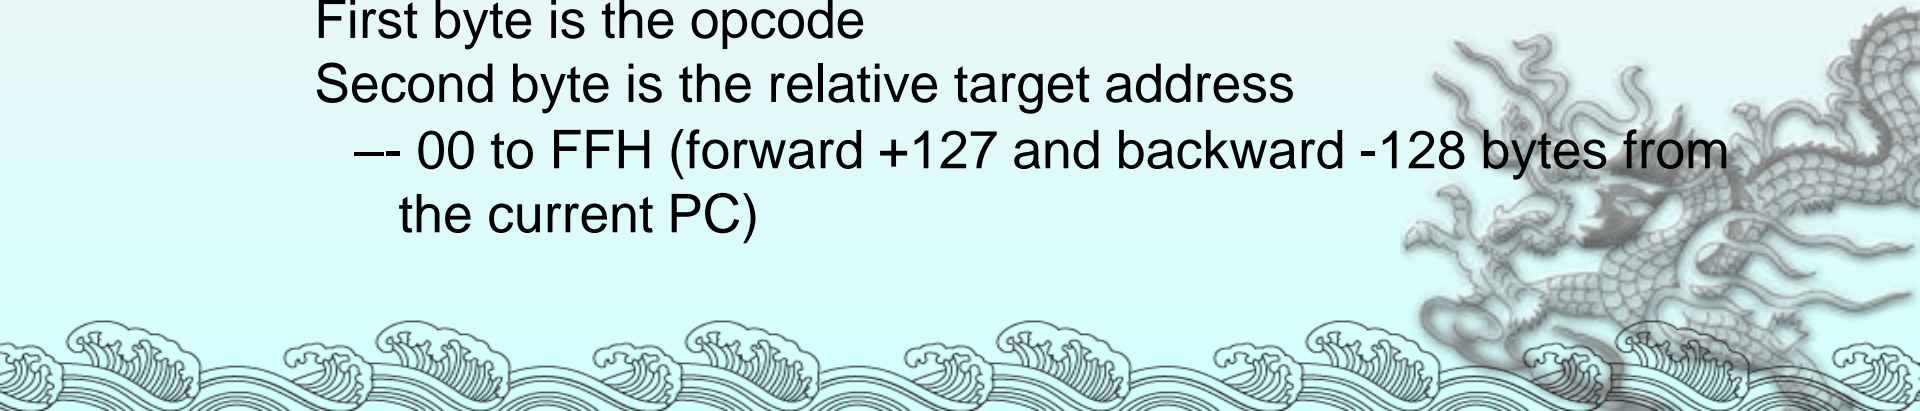 First byte is the opcode
Second byte is the relative target address
–- 00 to FFH (forward +127 and backward -128 bytes from
the current PC)